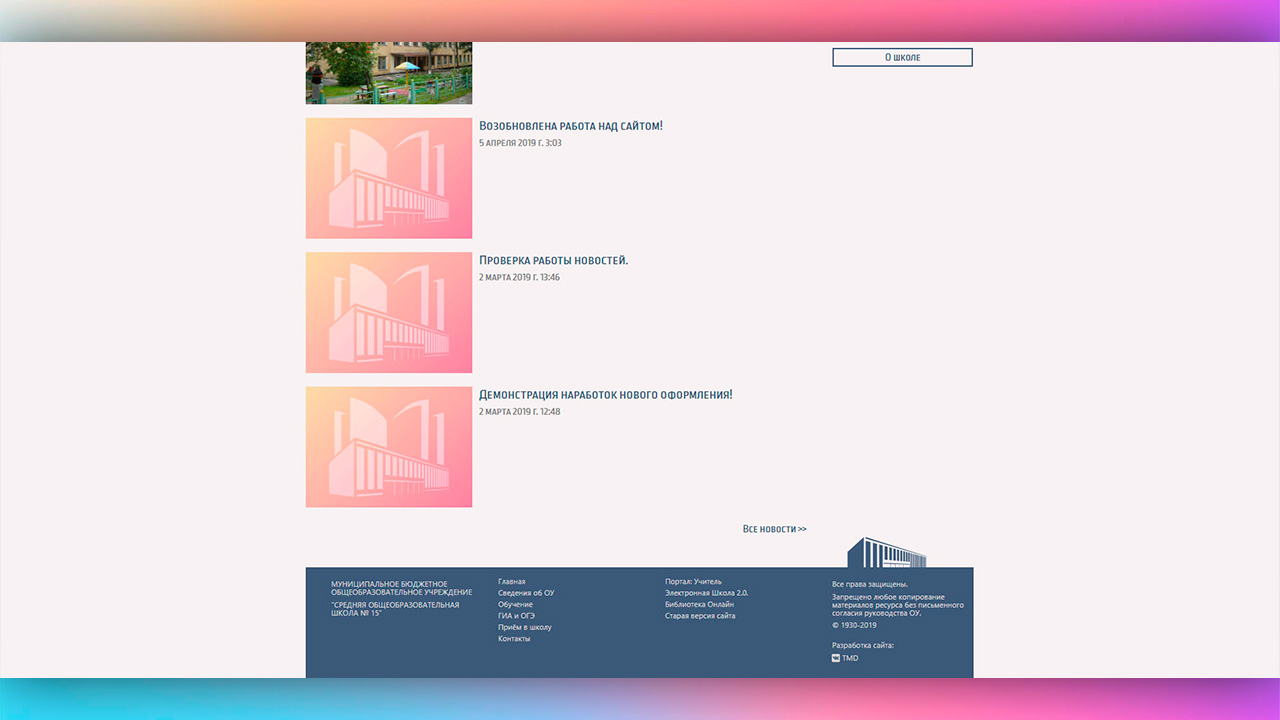 О школе
Возобновлена работа над сайтом!
5 апреля 2019 г. 3:03
Проверка работы новостей.
2 марта 2019 г. 13:46
Демонстрация наработок нового оформления!
2 марта 2019 г. 12:48
Все новости >>
МУНИЦИПАЛЬНОЕ БЮДЖЕТНОЕ
ОБЩЕОБРАЗОВАТЕЛЬНОЕ УЧРЕЖДЕНИЕ
"СРЕДНЯЯ ОБЩЕОБРАЗОВАТЕЛЬНАЯ
ШКОЛА № 15"
Главная
Сведения об ОУ
Обучение
ГИА и ОГЭ
Приём в школу
Контакты
Портал: Учитель
Электронная Школа 2.0.
Библиотека Онлайн
Старая версия сайта
Все права защищены.
Запрещено любое копирование
материалов ресурса без письменного
согласия руководства ОУ.
© 1930-2019
Разработка сайта:
TMD